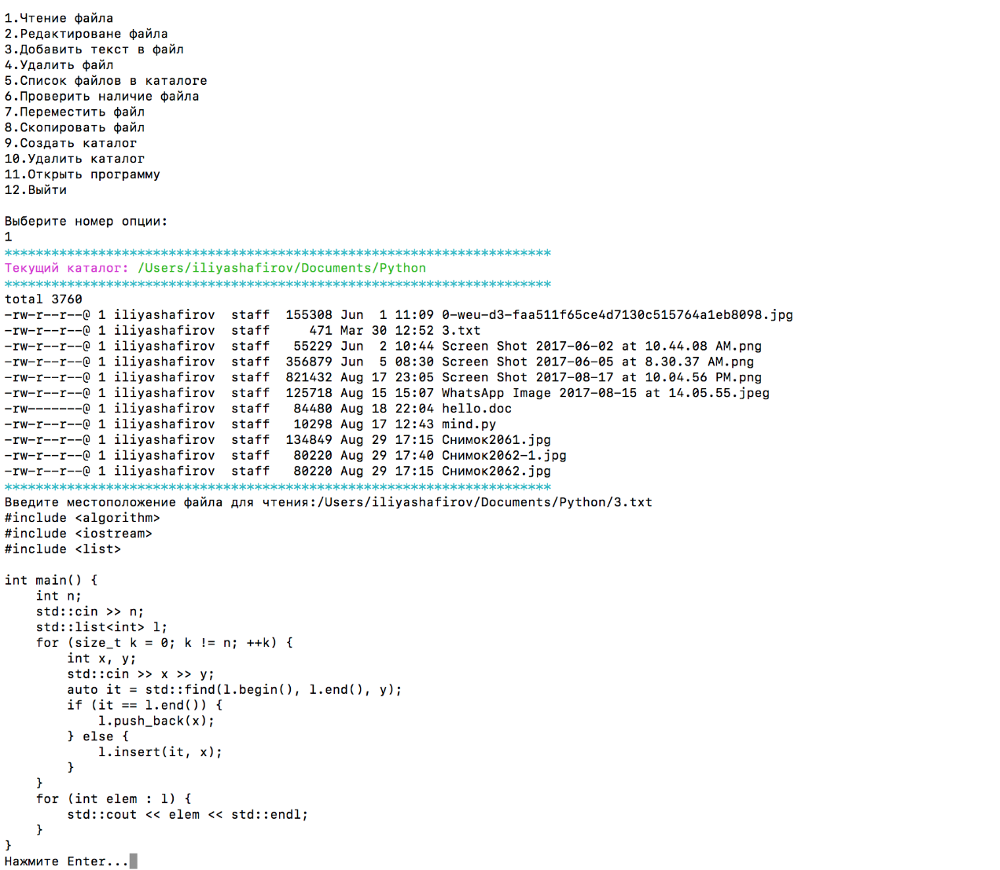 1.Чтение файла
2.Редактироване файла
3.Добавить текст в файл
4.Удалить файл
5.Список файлов в каталоге
6.Проверить наличие файла
7.Переместить файл
8.Скопировать файл
9.Создать каталог
10.Удалить каталог
11.Открыть программу
12.Выйти

Выберите номер опции:
1
**********************************************************************
Текущий каталог: /Users/iliyashafirov/Documents/Python
**********************************************************************
total 3760
-rw-r--r--@ 1 iliyashafirov  staff  155308 Jun  1 11:09 0-weu-d3-faa511f65ce4d7130c515764a1eb8098.jpg
-rw-r--r--@ 1 iliyashafirov  staff     471 Mar 30 12:52 3.txt
-rw-r--r--@ 1 iliyashafirov  staff   55229 Jun  2 10:44 Screen Shot 2017-06-02 at 10.44.08 AM.png
-rw-r--r--@ 1 iliyashafirov  staff  356879 Jun  5 08:30 Screen Shot 2017-06-05 at 8.30.37 AM.png
-rw-r--r--@ 1 iliyashafirov  staff  821432 Aug 17 23:05 Screen Shot 2017-08-17 at 10.04.56 PM.png
-rw-r--r--@ 1 iliyashafirov  staff  125718 Aug 15 15:07 WhatsApp Image 2017-08-15 at 14.05.55.jpeg
-rw-------@ 1 iliyashafirov  staff   84480 Aug 18 22:04 hello.doc
-rw-r--r--@ 1 iliyashafirov  staff   10298 Aug 17 12:43 mind.py
-rw-r--r--@ 1 iliyashafirov  staff  134849 Aug 29 17:15 Снимок2061.jpg
-rw-r--r--@ 1 iliyashafirov  staff   80220 Aug 29 17:40 Снимок2062-1.jpg
-rw-r--r--@ 1 iliyashafirov  staff   80220 Aug 29 17:15 Снимок2062.jpg
**********************************************************************
Введите местоположение файла для чтения:/Users/iliyashafirov/Documents/Python/3.txt
#include <algorithm>
#include <iostream>
#include <list>

int main() {
    int n;
    std::cin >> n;
    std::list<int> l;
    for (size_t k = 0; k != n; ++k) {
        int x, y;
        std::cin >> x >> y;
        auto it = std::find(l.begin(), l.end(), y);
        if (it == l.end()) {
            l.push_back(x);
        } else {
            l.insert(it, x);
        }
    }
    for (int elem : l) {
        std::cout << elem << std::endl;
    }
}
Нажмите Enter...